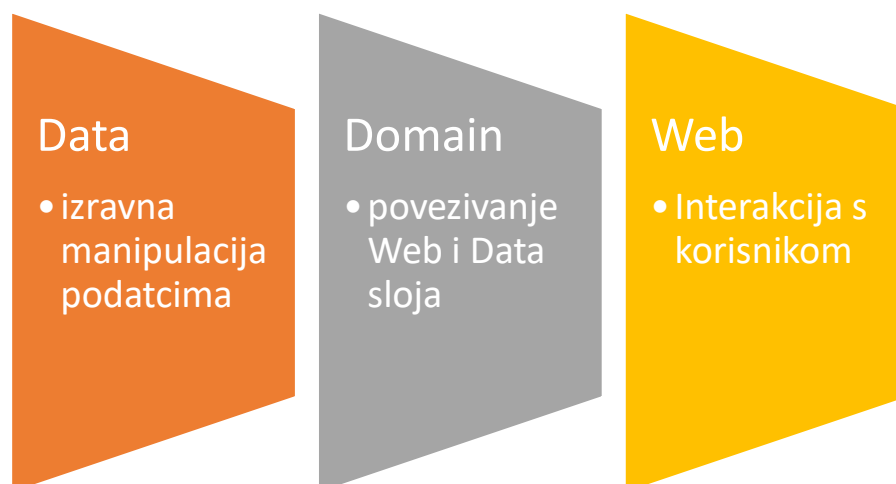 Data
• izravna
manipulacija
podatcima
Domain
• povezivanje
Web i Data
sloja
Web
• Interakcija s
korisnikom